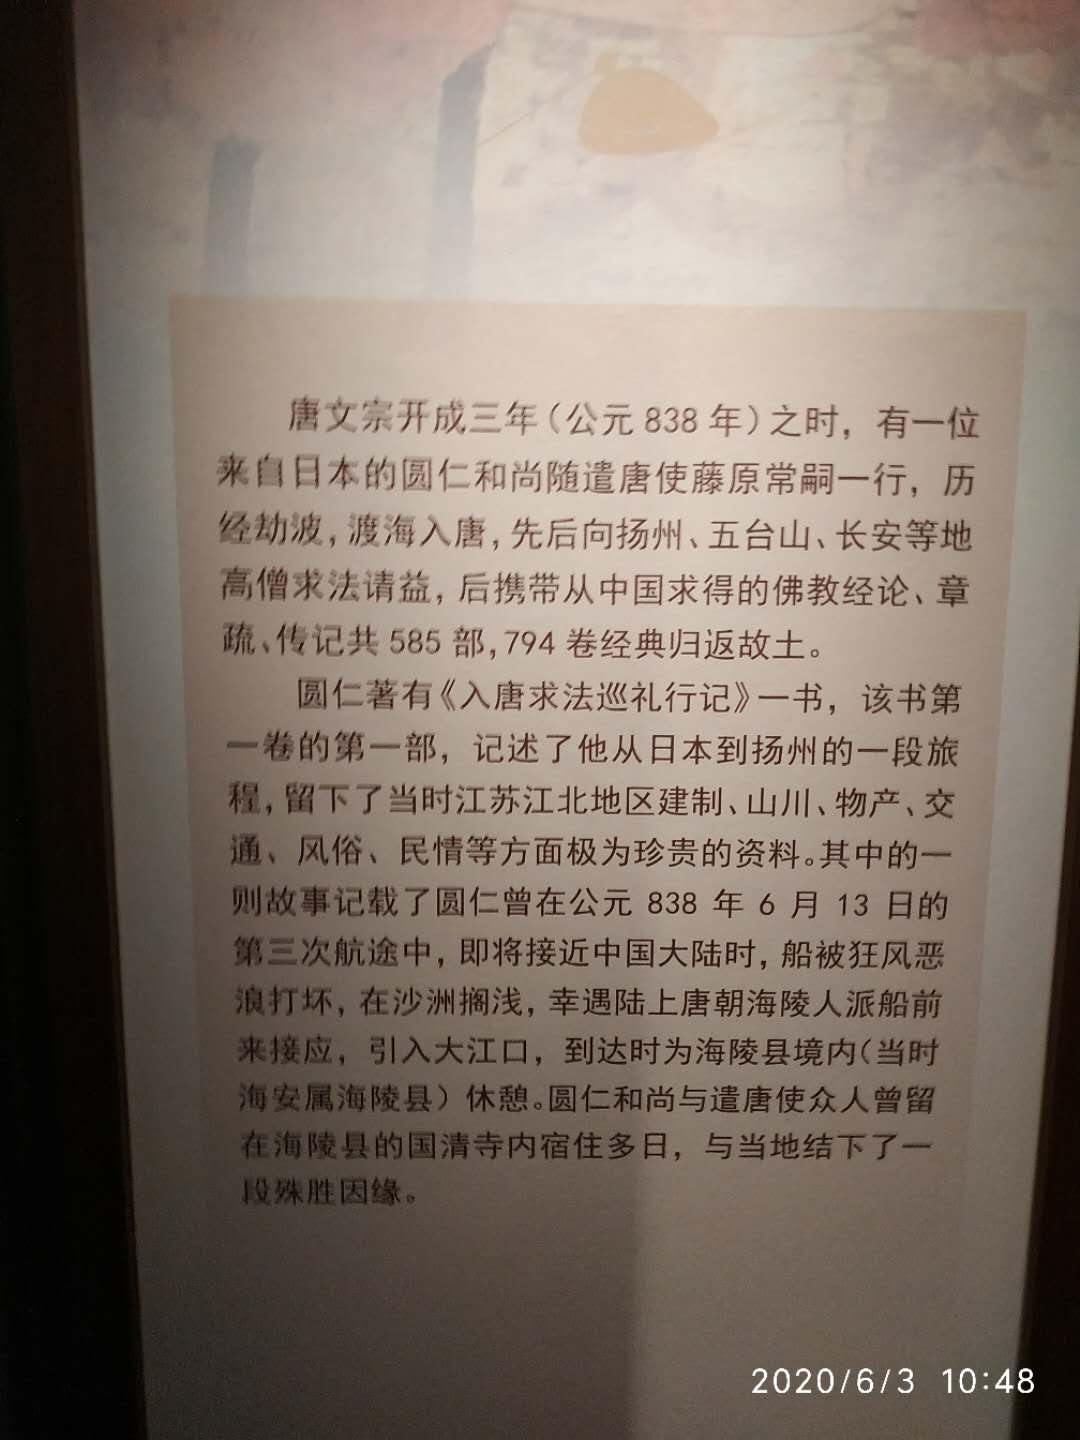 唐文宗开成三年（公元 838 年）之时，有一位
来自日本的圆仁和尚随遣唐使藤原常嗣一行，历
经劫波，渡海入唐，先后向扬州、五台山、长安等地
高僧求法请益，后携带从中国求得的佛教经论、章
疏、传记共 585 部，794 卷经典归返故土。
圆仁著有《入唐求法巡礼行记》一书，该书第
一卷的第一部，记述了他从日本到扬州的一段旅
程，留下了当时江苏江北地区建制、山川、物产、交
通、风俗、民情等方面极为珍贵的资料。其中的一
则故事记载了圆仁曾在公元 838 年 6 月 13 日的
第三次航途中，即将接近中国大陆时，船被狂风恶
浪打坏，在沙洲搁浅，幸遇陆上唐朝海陵人派船前
来接应，引入大江口，到达时为海陵县境内（当时
海安属海陵县）休憩。圆仁和尚与遣唐使众人曾留
在海陵县的国清寺内宿住多日，与当地结下了一
段殊胜因缘。
2020/6/3 10:48